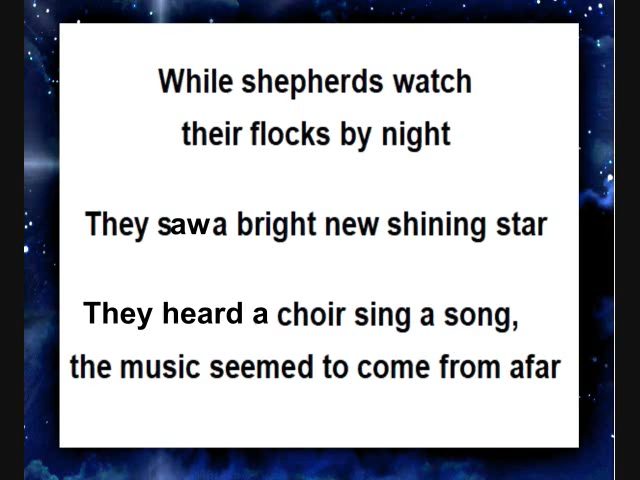 While shepherds watch
their flocks by night
They saw a bright new shining star
They heard a choir sing a song,
the music seemed to come from afar